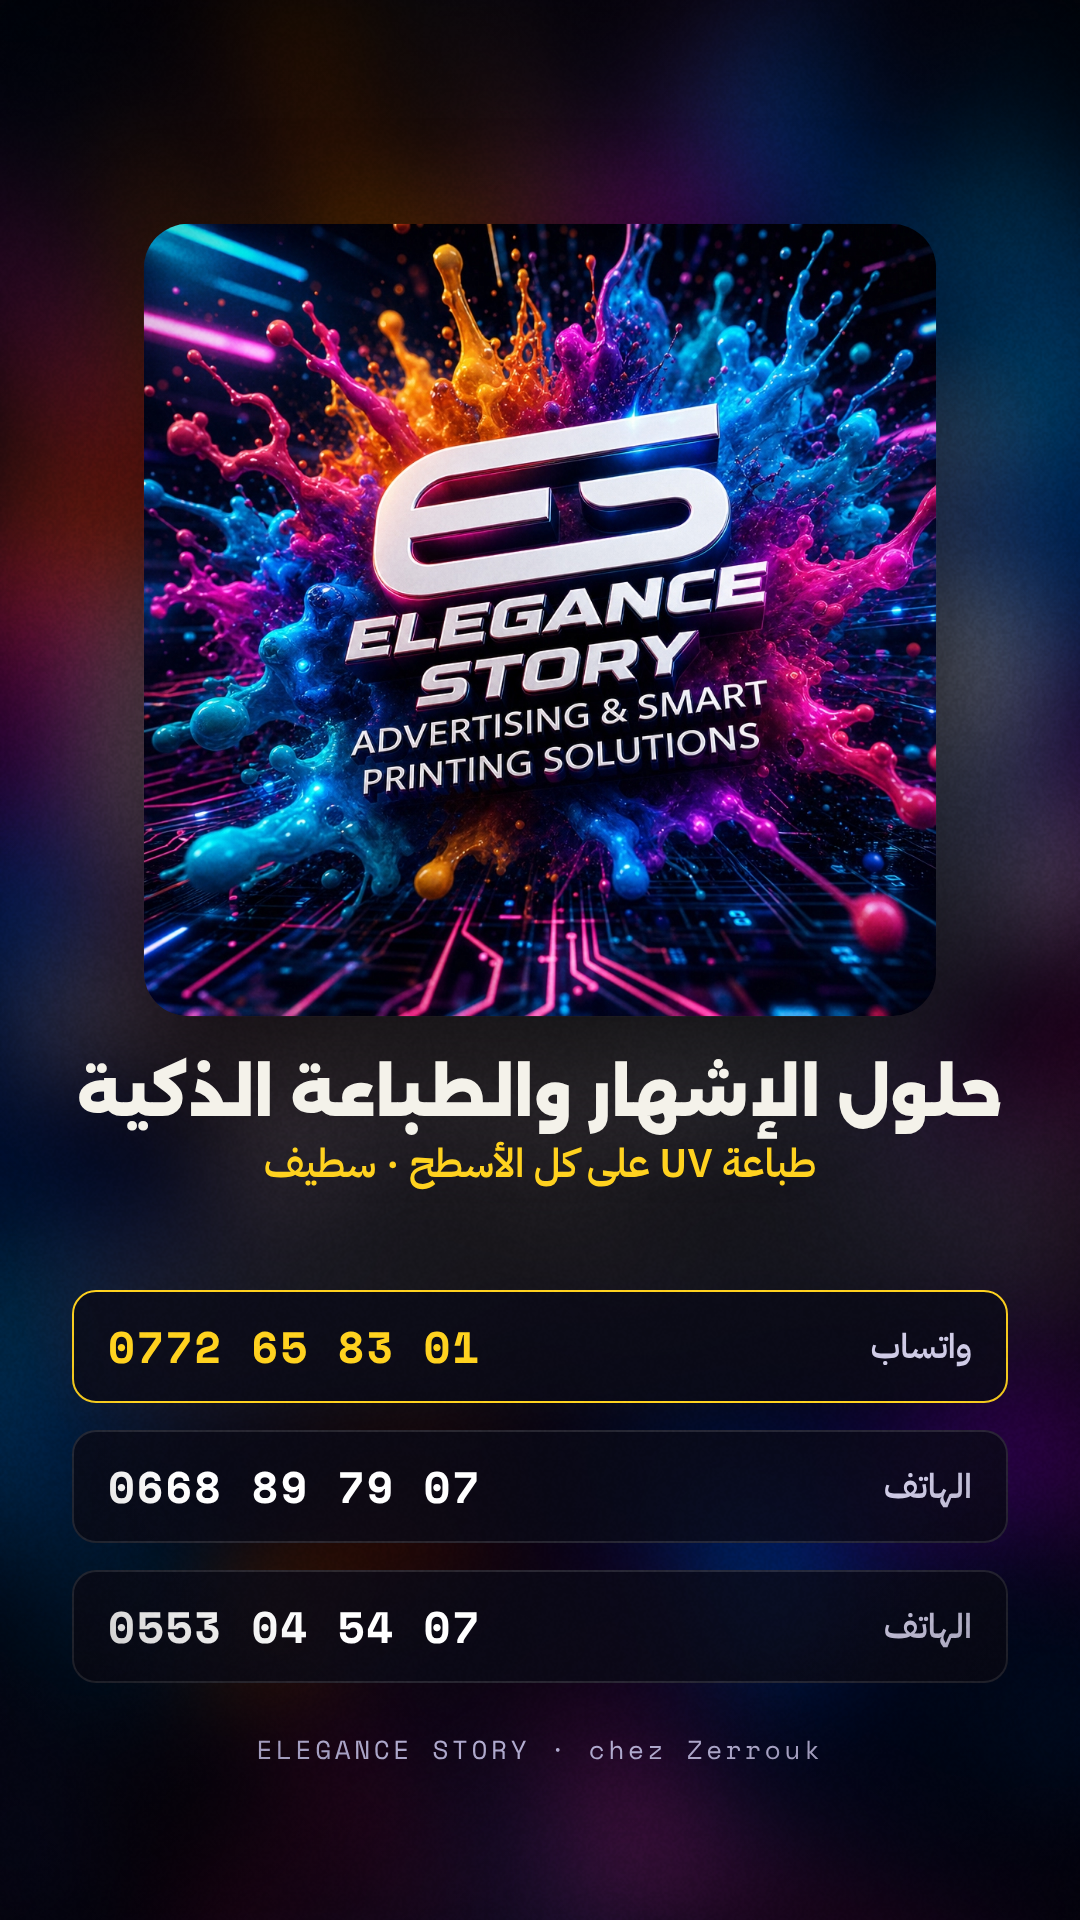 ES
ELEGANCE
STORY
ADVERTISING & SMART
PRINTING SOLUTIONS
حلول الإشهار والطباعة الذكية
طباعة UV على كل الأسطح · سطيف
واتساب 0772 65 83 01
الهاتف 0668 89 79 07
الهاتف 0553 04 54 07
ELEGANCE STORY · chez Zerrouk